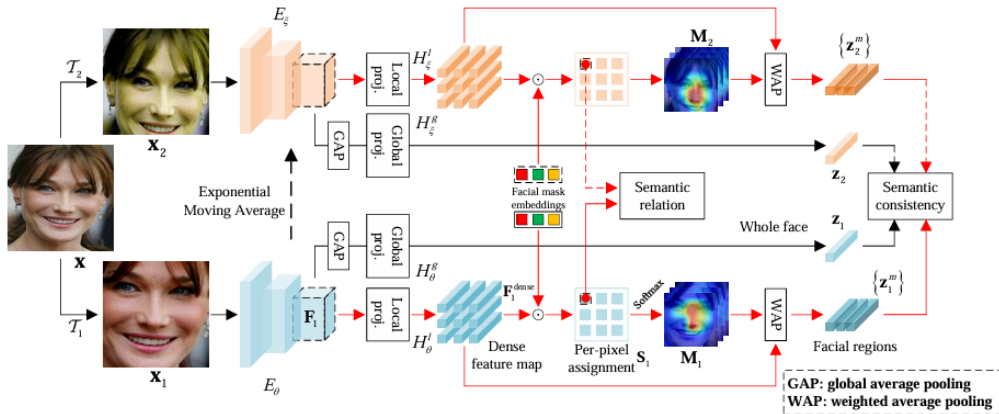 E_ξ
𝒯_2
x_2
Local
proj.
H_ξ^l
M_2
WAP
{z_2^m}
GAP
Global
proj.
H_ξ^g
z_2
Exponential
Moving Average
Facial mask
embeddings
Semantic
relation
Semantic
consistency
x
GAP
Global
proj.
H_θ^g
Whole face
z_1
𝒯_1
x_1
E_θ
F_1
Local
proj.
H_θ^l
F_1^dense
Dense
feature map
Per-pixel
assignment
S_1
Softmax
M_1
WAP
{z_1^m}
Facial regions
GAP: global average pooling
WAP: weighted average pooling